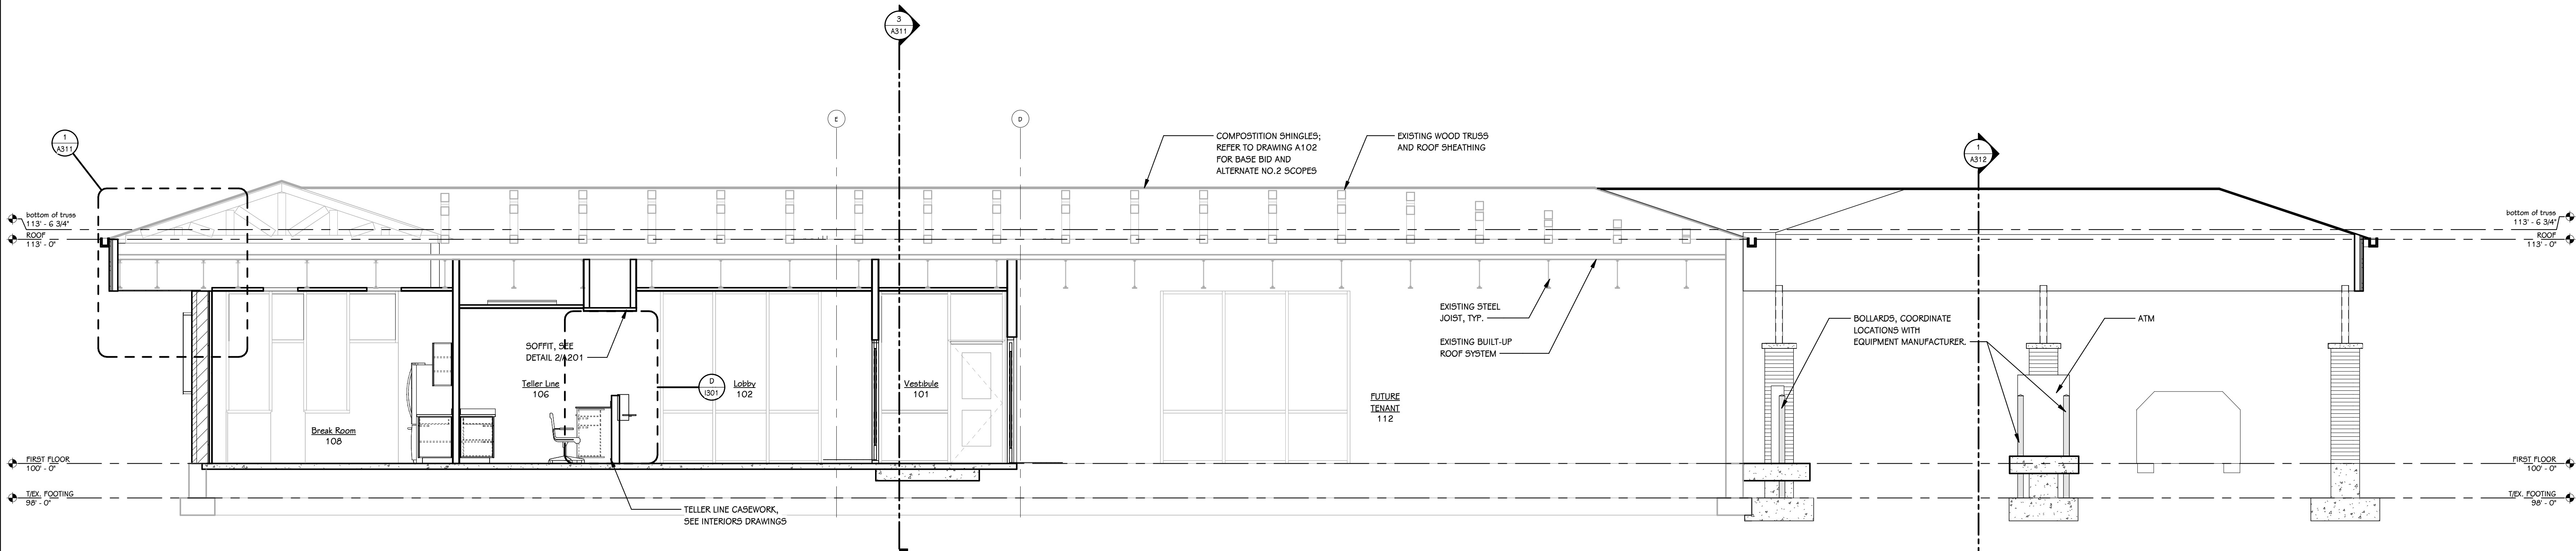 3
A311
1
A311
E
D
COMPOSTITION SHINGLES;
REFER TO DRAWING A102
FOR BASE BID AND
ALTERNATE NO.2 SCOPES
EXISTING WOOD TRUSS
AND ROOF SHEATHING
1
A312
bottom of truss
113' - 6 3/4"
ROOF
113' - 0"
bottom of truss
113' - 6 3/4"
ROOF
113' - 0"
EXISTING STEEL
JOIST, TYP.
EXISTING BUILT-UP
ROOF SYSTEM
BOLLARDS, COORDINATE
LOCATIONS WITH
EQUIPMENT MANUFACTURER.
ATM
SOFFIT, SEE
DETAIL 2/A201
Teller Line
106
D
I301
Lobby
102
Vestibule
101
FUTURE
TENANT
112
Break Room
108
FIRST FLOOR
100' - 0"
FIRST FLOOR
100' - 0"
T/EX. FOOTING
98' - 0"
T/EX. FOOTING
98' - 0"
TELLER LINE CASEWORK,
SEE INTERIORS DRAWINGS